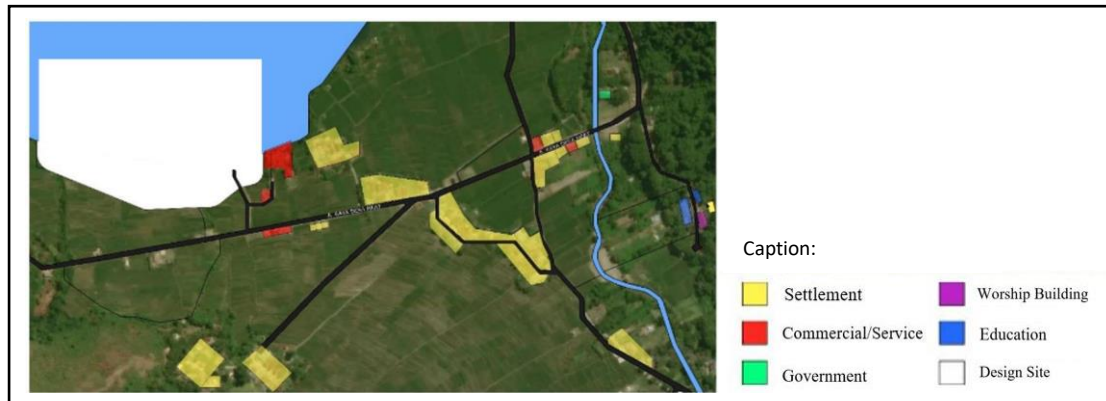 Caption:
Settlement
Commercial/Service
Government
Worship Building
Education
Design Site